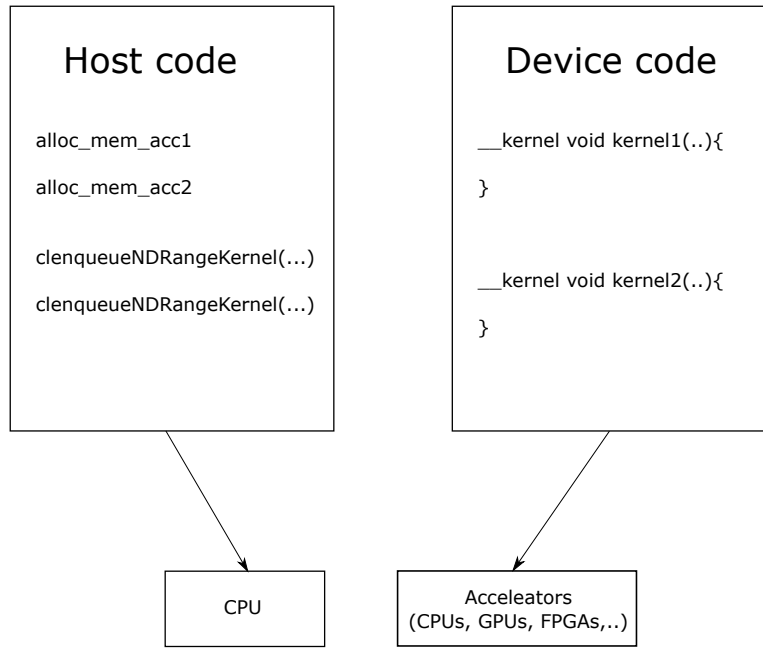 Host code
alloc_mem_acc1
alloc_mem_acc2
clenqueueNDRangeKernel(...)
clenqueueNDRangeKernel(...)
Device code
__kernel void kernel1(..){
}
__kernel void kernel2(..){
}
CPU
Acceleators
(CPUs, GPUs, FPGAs,..)